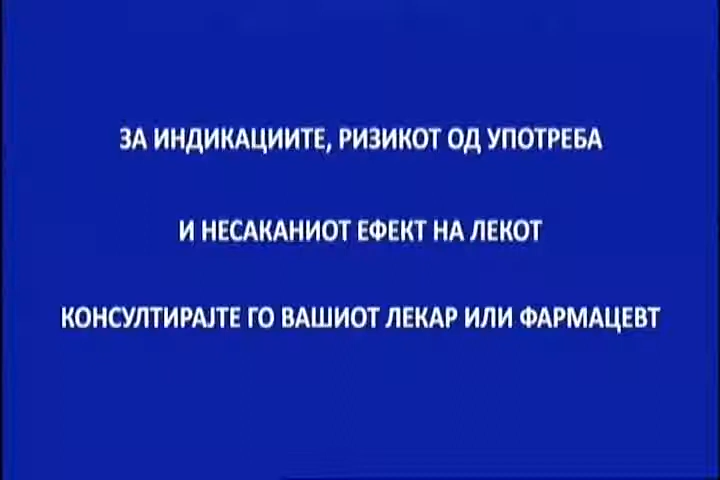 ЗА ИНДИКАЦИИТЕ, РИЗИКОТ ОД УПОТРЕБА
И НЕСАКАНИОТ ЕФЕКТ НА ЛЕКОТ
КОНСУЛТИРАЈТЕ ГО ВАШИОТ ЛЕКАР ИЛИ ФАРМАЦЕВТ